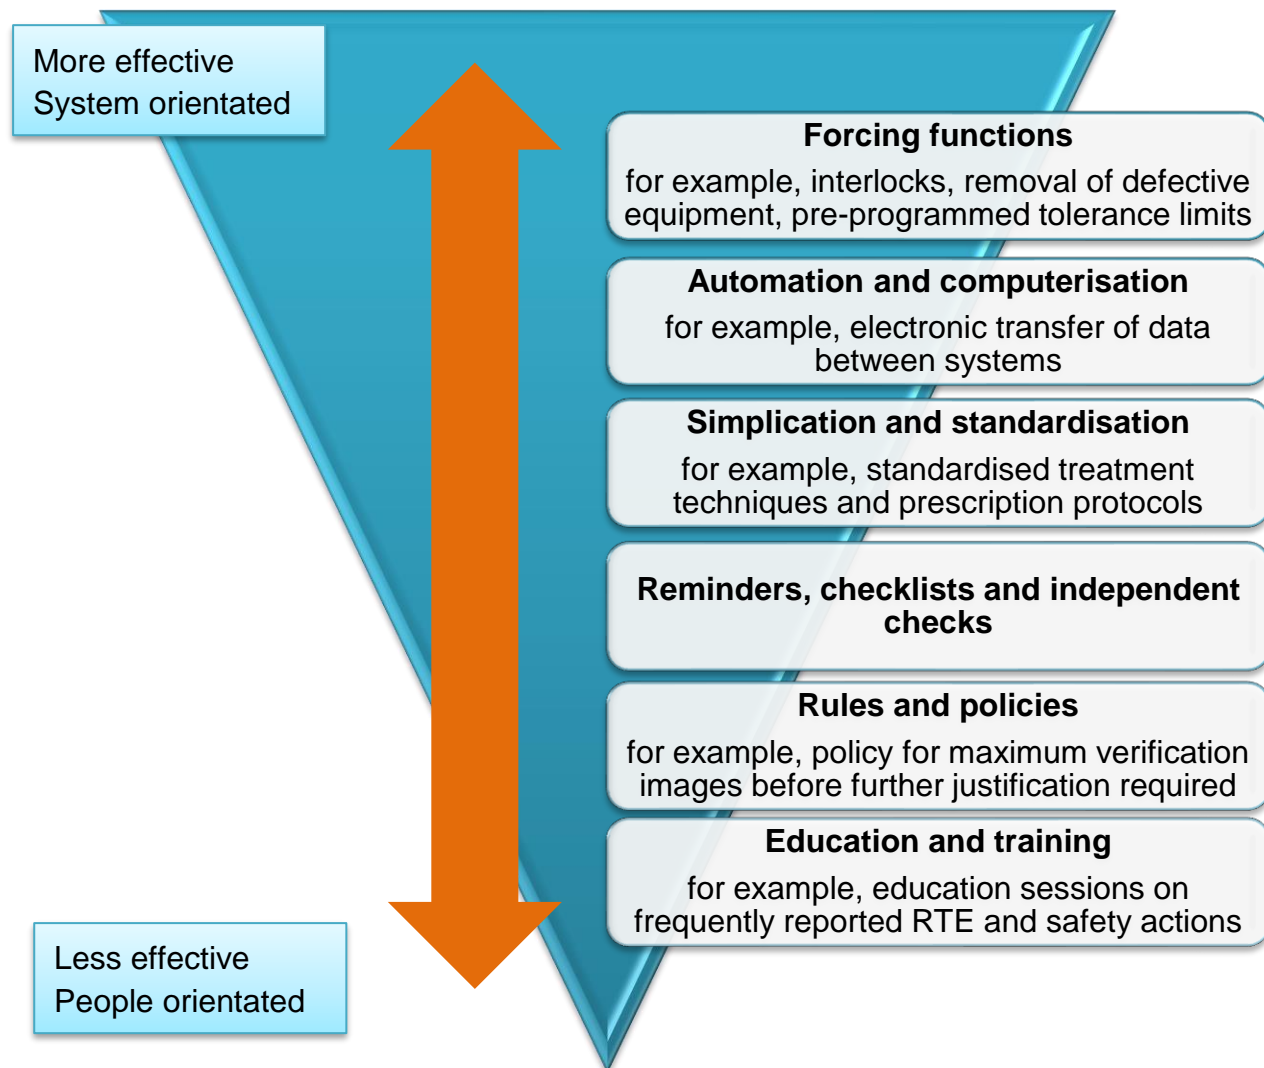 More effective
System orientated
Forcing functions
for example, interlocks, removal of defective
equipment, pre-programmed tolerance limits
Automation and computerisation
for example, electronic transfer of data
between systems
Simplication and standardisation
for example, standardised treatment
techniques and prescription protocols
Reminders, checklists and independent
checks
Rules and policies
for example, policy for maximum verification
images before further justification required
Education and training
for example, education sessions on
frequently reported RTE and safety actions
Less effective
People orientated